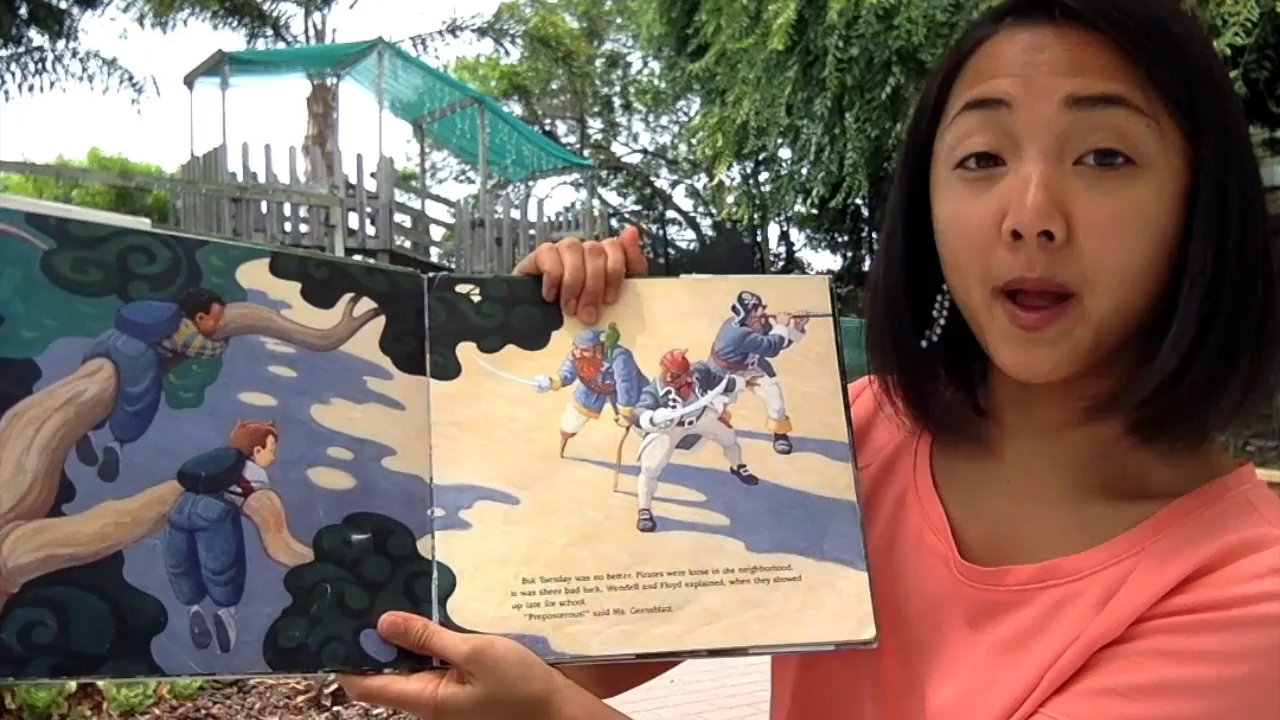 But Tuesday was no better. Pirates were loose in the neighborhood.
It was sheer bad luck, Wendell and Floyd explained, when they showed
up late for school.
"Preposterous!" said Ms. Gernsblatt.